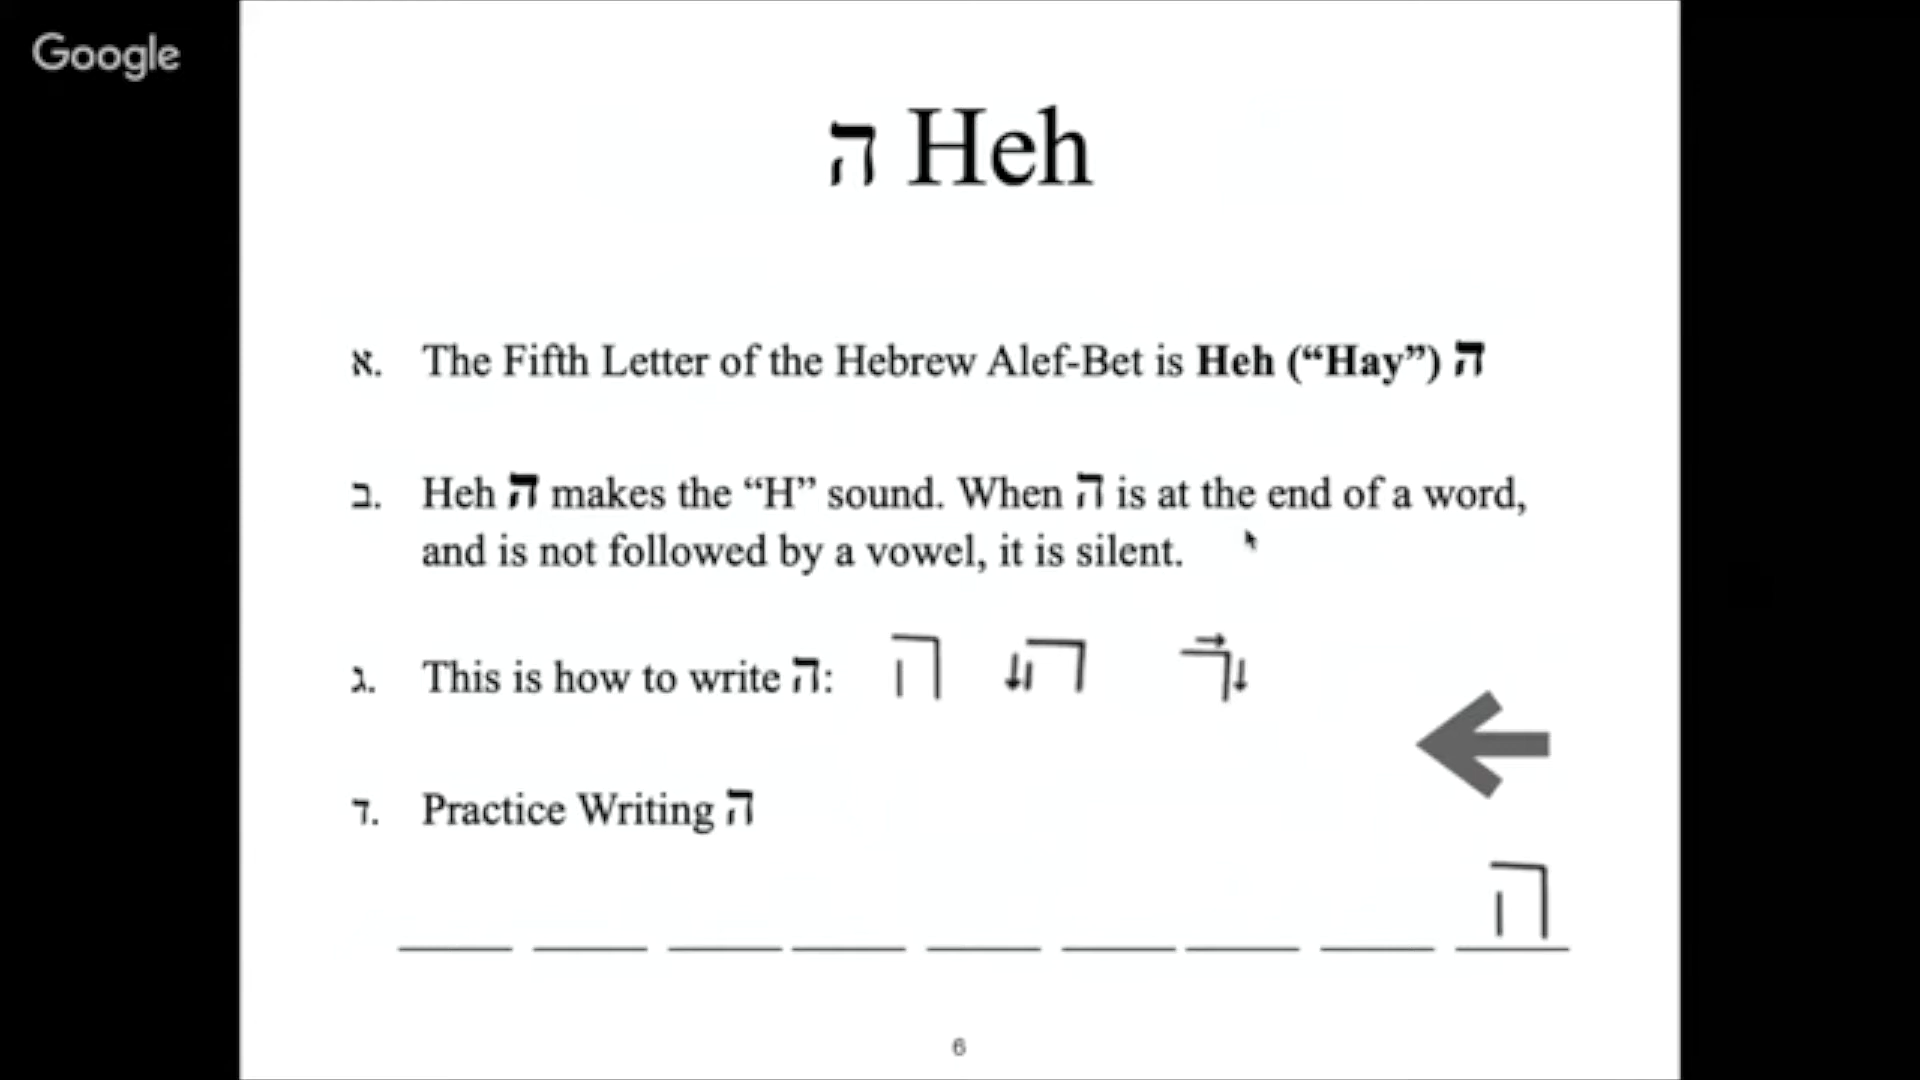 Google
ה Heh
א. The Fifth Letter of the Hebrew Alef-Bet is Heh (“Hay”) ה
ב. Heh ה makes the “H” sound. When ה is at the end of a word,
and is not followed by a vowel, it is silent.
ג. This is how to write ה: ה ה ר
ד. Practice Writing ה
ה
6